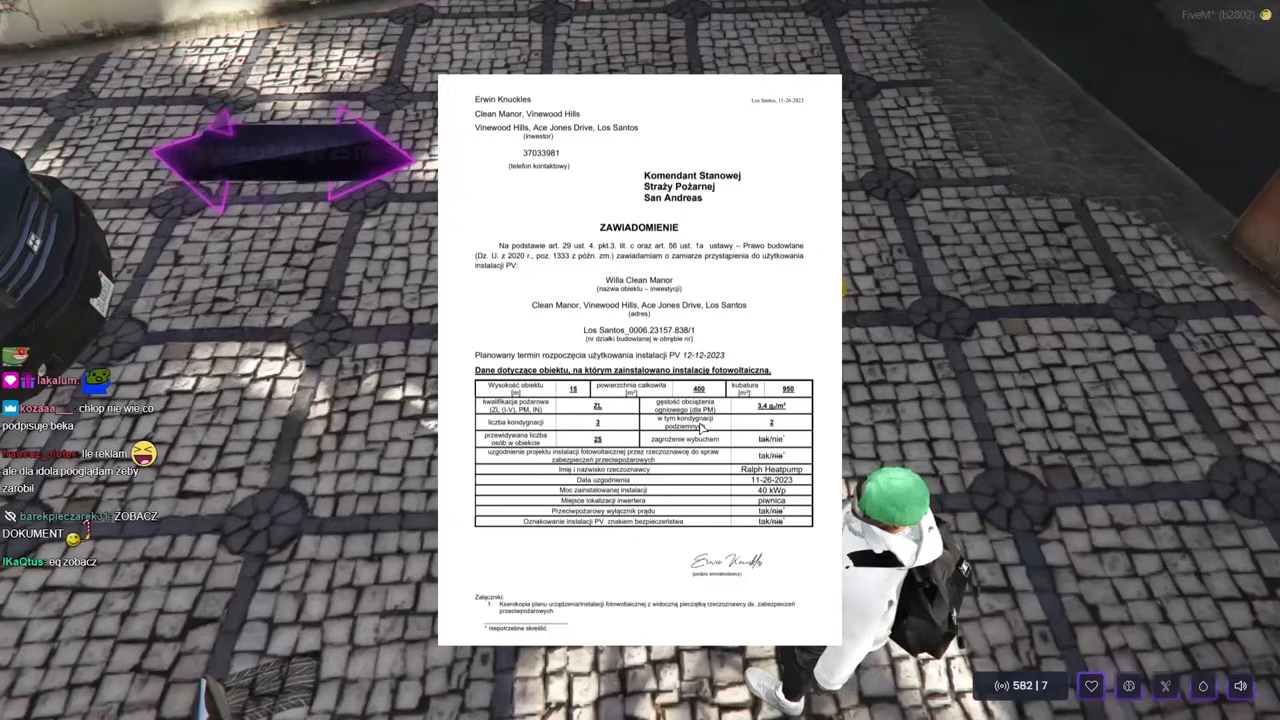 FiveM* (b2802)
Erwin Knuckles
Los Santos, 11-26-2023
Clean Manor, Vinewood Hills
Vinewood Hills, Ace Jones Drive, Los Santos
(inwestor)
37033981
(telefon kontaktowy)
Komendant Stanowej
Straży Pożarnej
San Andreas
ZAWIADOMIENIE
Na podstawie art. 29 ust. 4. pkt.3. lit. c oraz art. 56 ust. 1a ustawy – Prawo budowlane
(Dz. U. z 2020 r., poz. 1333 z późn. zm.) zawiadamiam o zamiarze przystąpienia do użytkowania
instalacji PV:
Willa Clean Manor
(nazwa obiektu – inwestycji)
Clean Manor, Vinewood Hills, Ace Jones Drive, Los Santos
(adres)
Los Santos_0006.23157.838/1
(nr działki budowlanej w obrębie nr)
Planowany termin rozpoczęcia użytkowania instalacji PV 12-12-2023
Dane dotyczące obiektu, na którym zainstalowano instalację fotowoltaiczną.
Wysokość obiektu [m] 15 powierzchnia całkowita [m²] 400 kubatura [m³]: 950
kwalifikacja pożarowa (ZL (I-V), PM, IN) ZL gęstość obciążenia ogniowego (dla PM) 3,4 g/m²
liczba kondygnacji 3 w tym kondygnacji podziemnych 2
przewidywana liczba osób w obiekcie 25 zagrożenie wybuchem tak/nie*
uzgodnienie projektu instalacji fotowoltaicznej przez rzeczoznawcę do spraw zabezpieczeń przeciwpożarowych tak/nie*
Imię i nazwisko rzeczoznawcy Ralph Heatpump
Data uzgodnienia 11-26-2023
Moc zainstalowanej instalacji 40 kWp
Miejsce lokalizacji inwertera piwnica
Przeciwpożarowy wyłącznik prądu tak/nie*
Oznakowanie instalacji PV znakiem bezpieczeństwa tak/nie*
Erwin Knuckles
(podpis wnioskodawcy)
Załączniki:
1. Kserokopia planu urządzenia/instalacji fotowoltaicznej z widoczną pieczątką rzeczoznawcy ds. zabezpieczeń
przeciwpożarowych.
* niepotrzebne skreślić
lakalum:
kozaaa___: chłop nie wie co
podpisuje beka
trawusz_pioter: ile reklam
ale dla idola pooglądam żeby
zarobil
barekpleczareko31: ZOBACZ
DOKUMENT
IKaQtus: eq zobacz
582 | 7